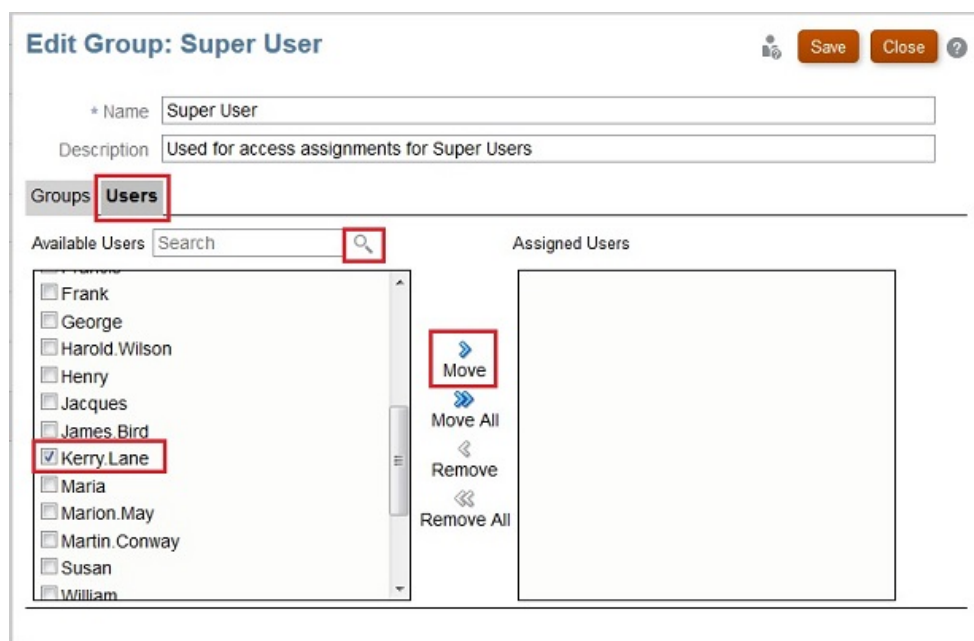 Edit Group: Super User
Save Close
* Name Super User
Description Used for access assignments for Super Users
Groups Users
Available Users Search
Assigned Users
Frank
George
Harold.Wilson
Henry
Jacques
James.Bird
Kerry.Lane
Maria
Marion.May
Martin.Conway
Susan
William
Move
Move All
Remove
Remove All